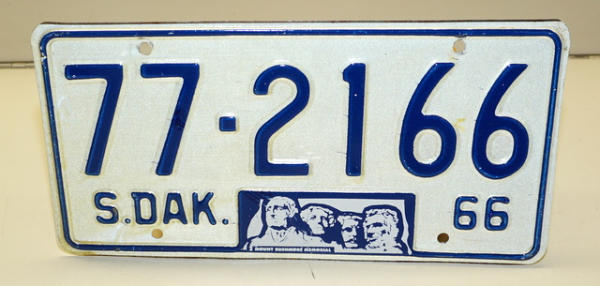 77-2166
S.DAK. 66
MOUNT RUSHMORE MEMORIAL